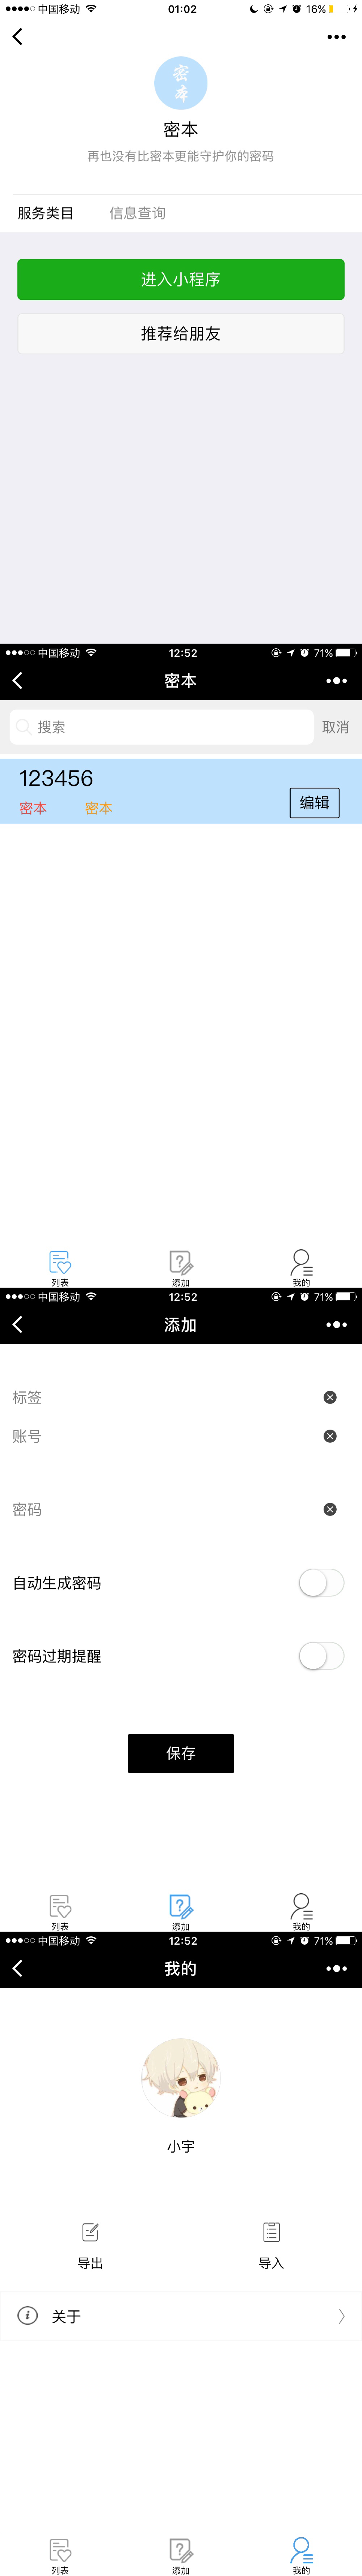 中国移动 01:02 16%
密本
密本
再也没有比密本更能守护你的密码
服务类目 信息查询
进入小程序
推荐给朋友
中国移动 12:52 71%
密本
搜索 取消
123456
密本 密本 编辑
列表 添加 我的
中国移动 12:52 71%
添加
标签
账号
密码
自动生成密码
密码过期提醒
保存
列表 添加 我的
中国移动 12:52 71%
我的
小宇
导出 导入
关于
列表 添加 我的